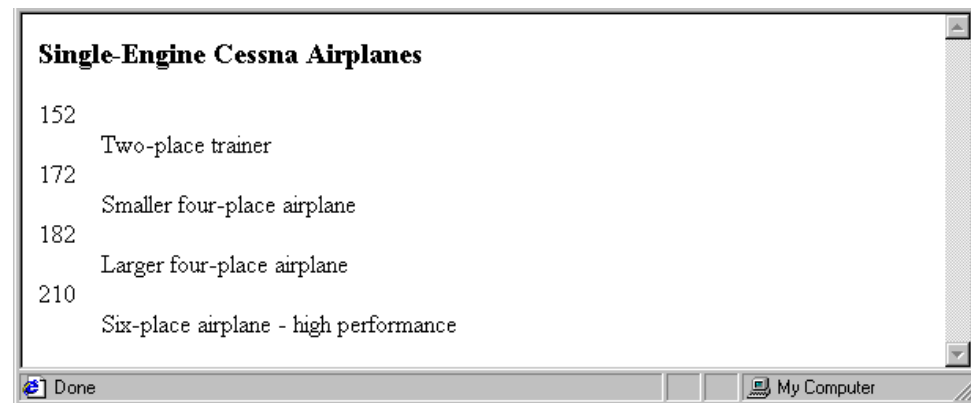 Single-Engine Cessna Airplanes
152
Two-place trainer
172
Smaller four-place airplane
182
Larger four-place airplane
210
Six-place airplane - high performance
Done
My Computer